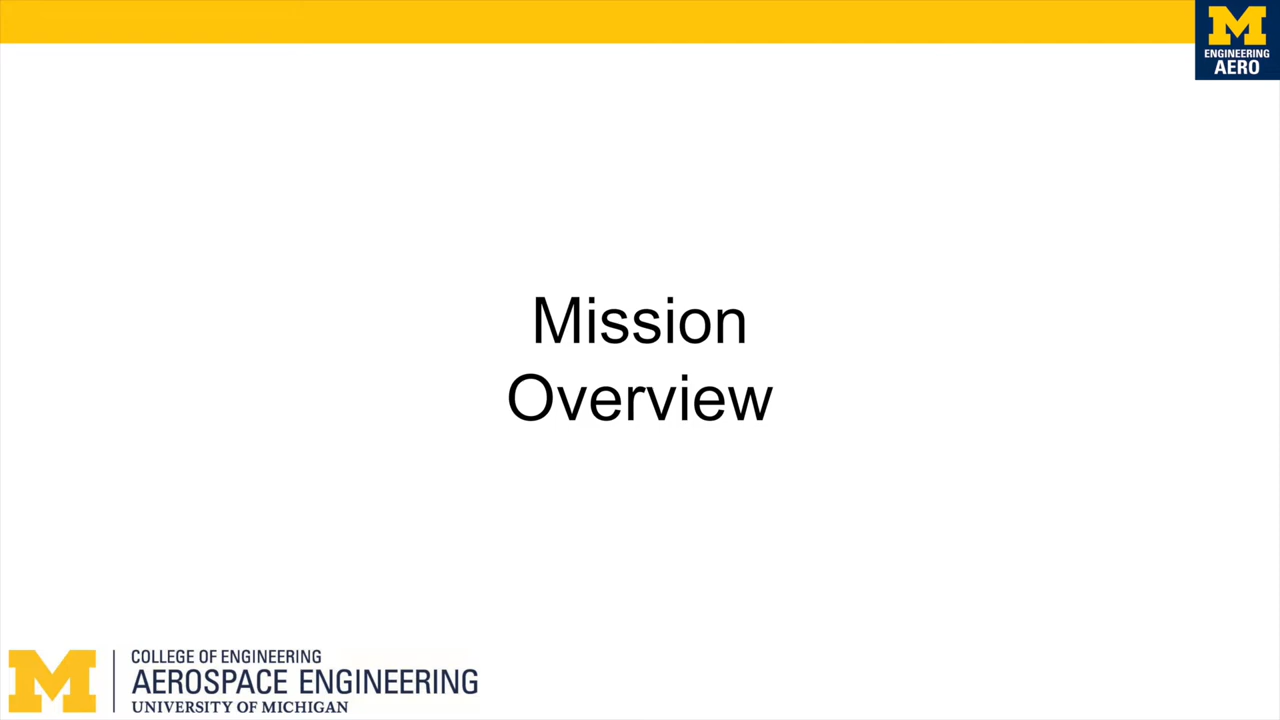 M
ENGINEERING
AERO
Mission
Overview
M
COLLEGE OF ENGINEERING
AEROSPACE ENGINEERING
UNIVERSITY OF MICHIGAN